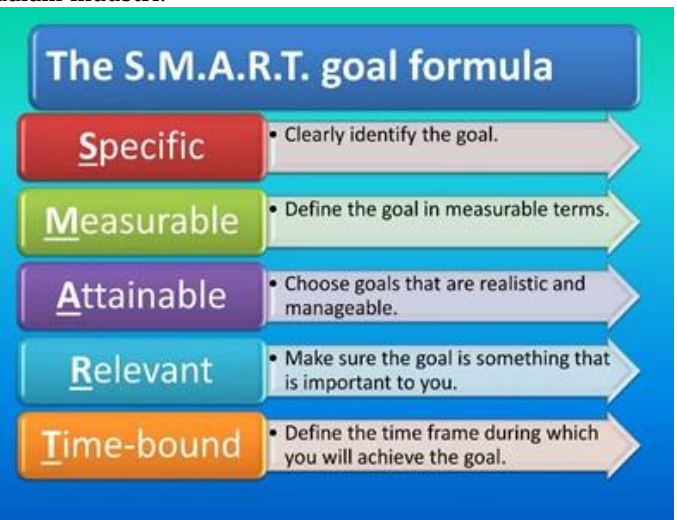 The S.M.A.R.T. goal formula
Specific
• Clearly identify the goal.
Measurable
• Define the goal in measurable terms.
Attainable
• Choose goals that are realistic and
manageable.
Relevant
• Make sure the goal is something that
is important to you.
Time-bound
• Define the time frame during which
you will achieve the goal.